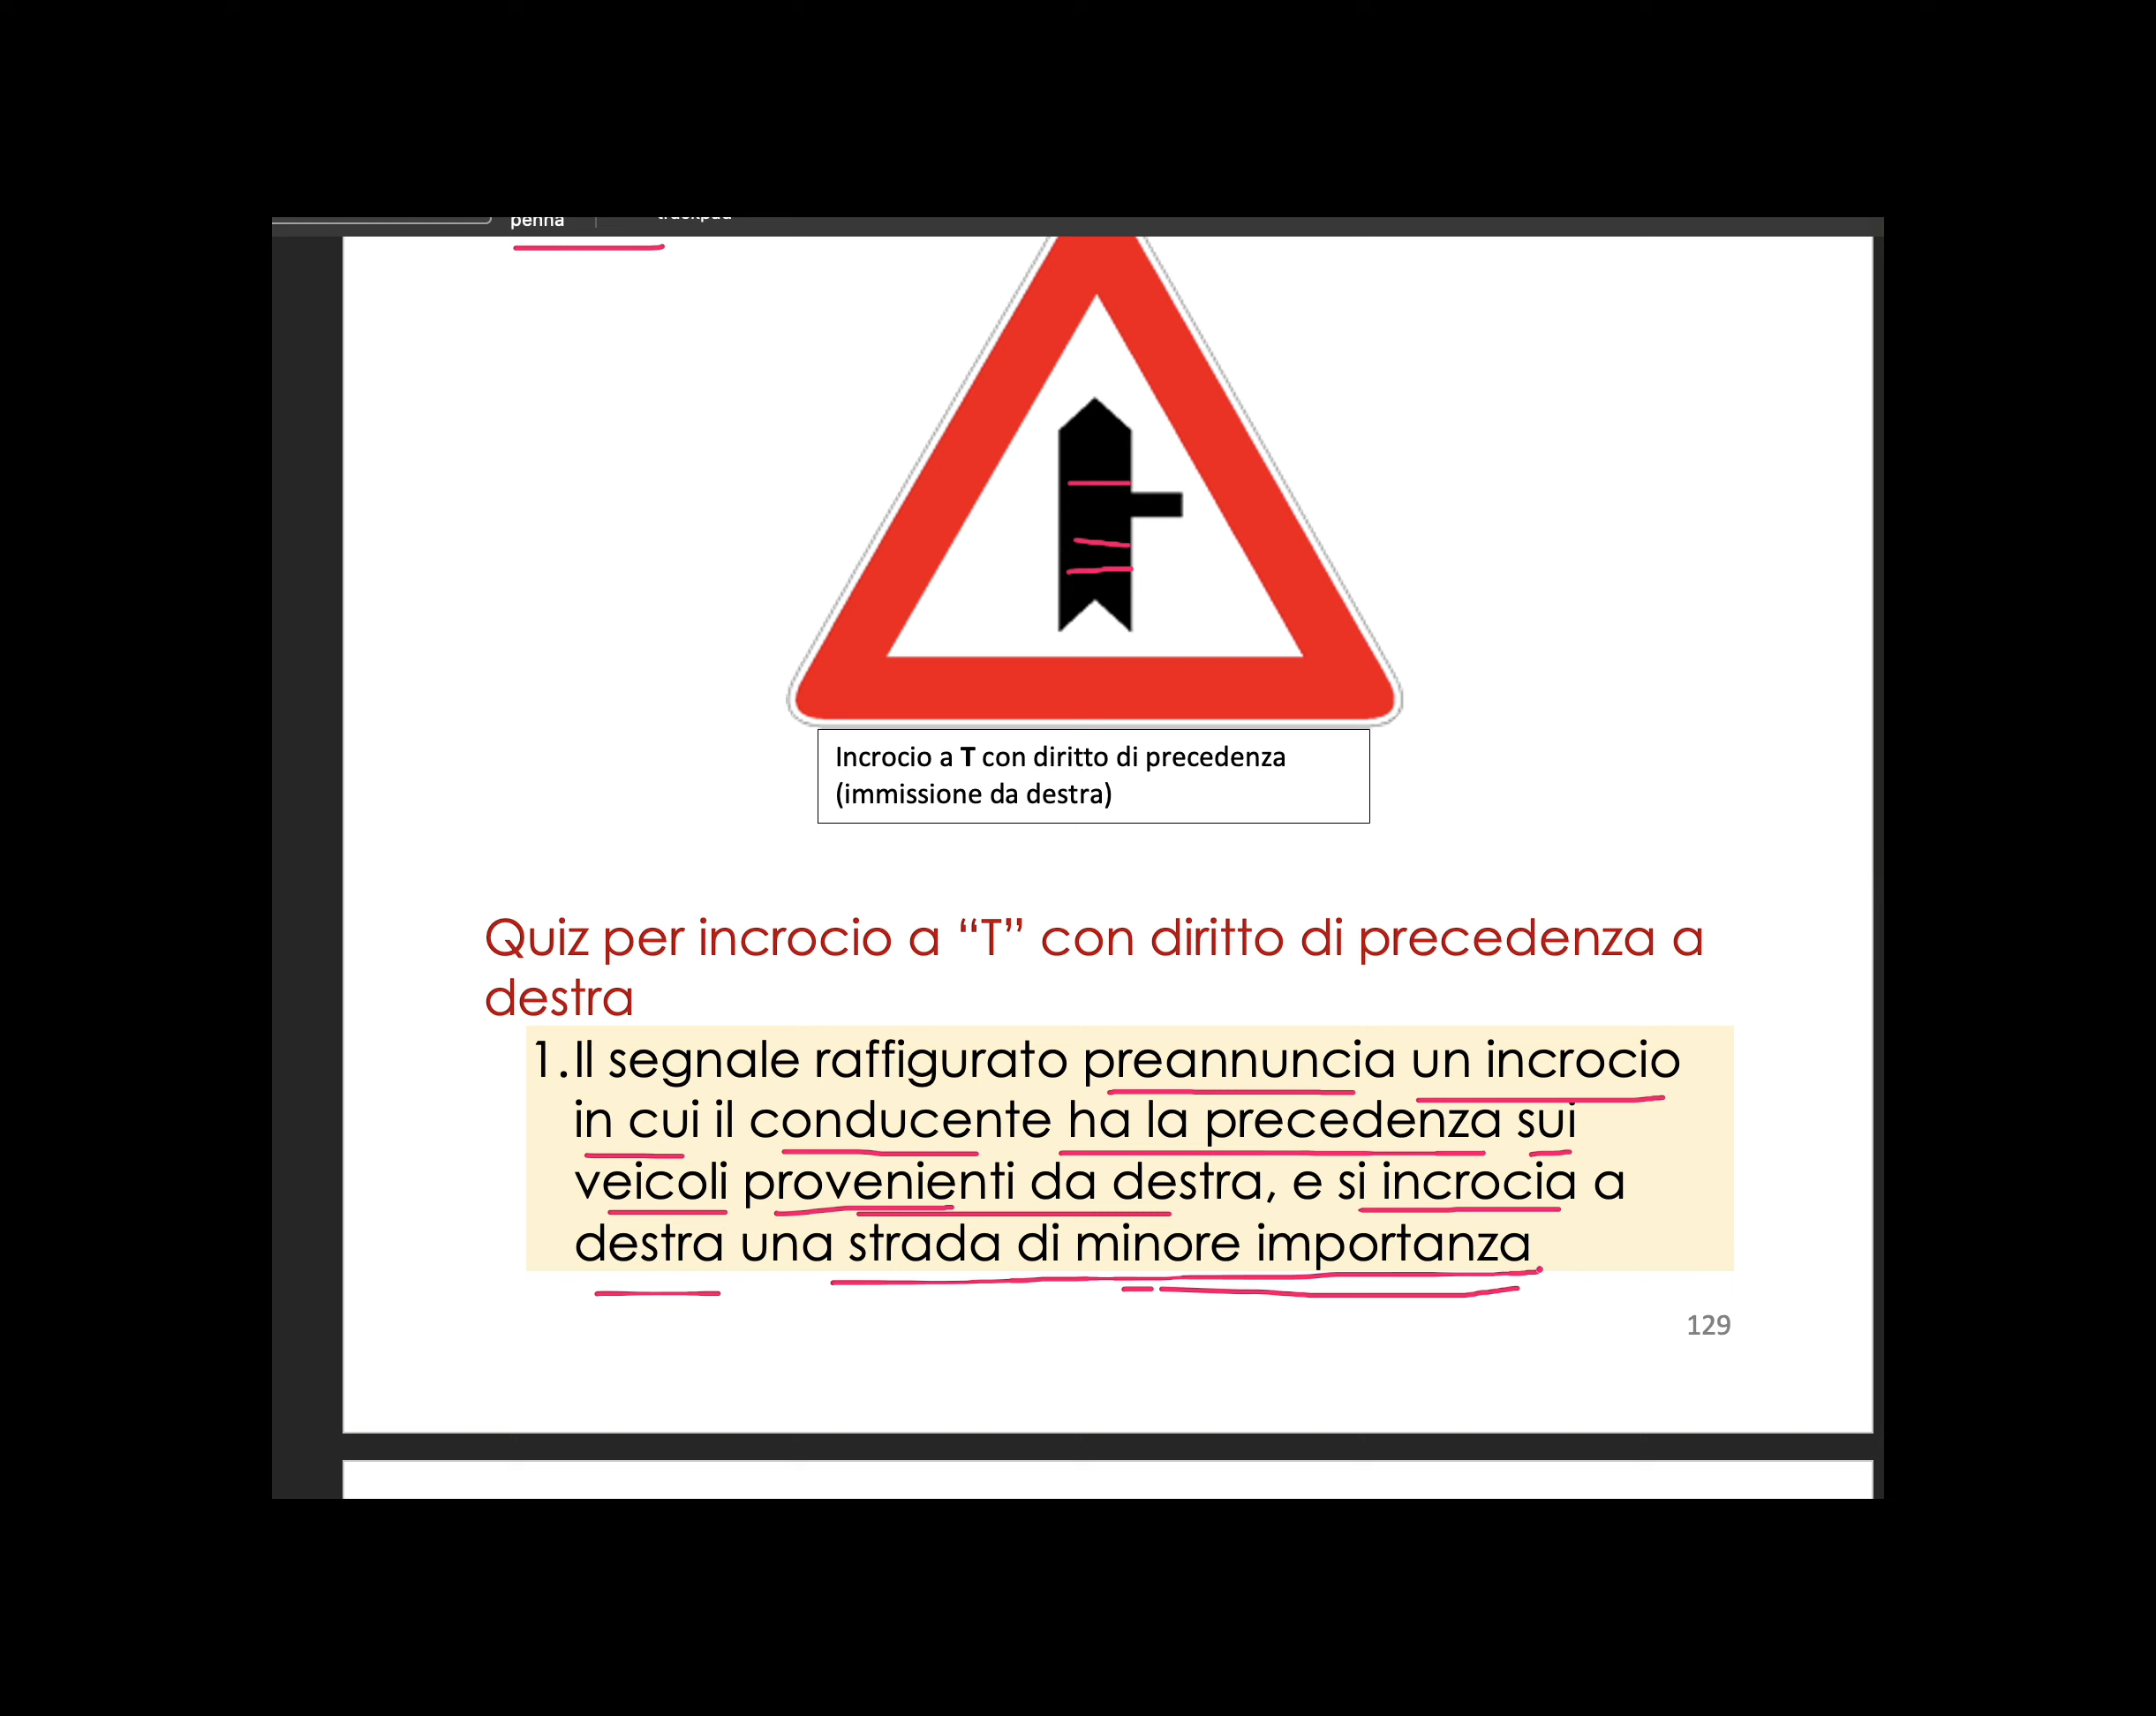 penna
Incrocio a T con diritto di precedenza
(immissione da destra)
Quiz per incrocio a “T” con diritto di precedenza a
destra
1.Il segnale raffigurato preannuncia un incrocio
in cui il conducente ha la precedenza sui
veicoli provenienti da destra, e si incrocia a
destra una strada di minore importanza
129